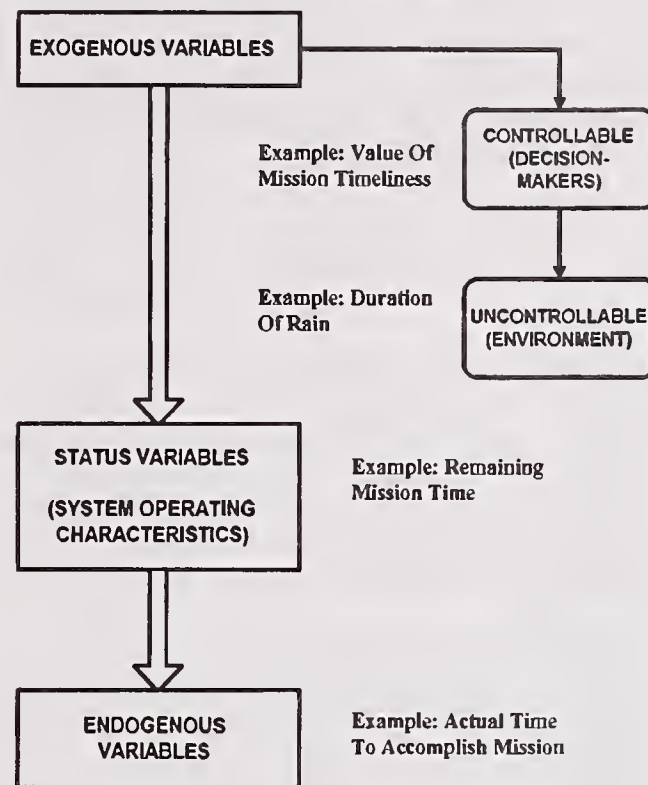 EXOGENOUS VARIABLES
Example: Value Of
Mission Timeliness
CONTROLLABLE
(DECISION-
MAKERS)
Example: Duration
Of Rain
UNCONTROLLABLE
(ENVIRONMENT)
STATUS VARIABLES
(SYSTEM OPERATING
CHARACTERISTICS)
Example: Remaining
Mission Time
ENDOGENOUS
VARIABLES
Example: Actual Time
To Accomplish Mission